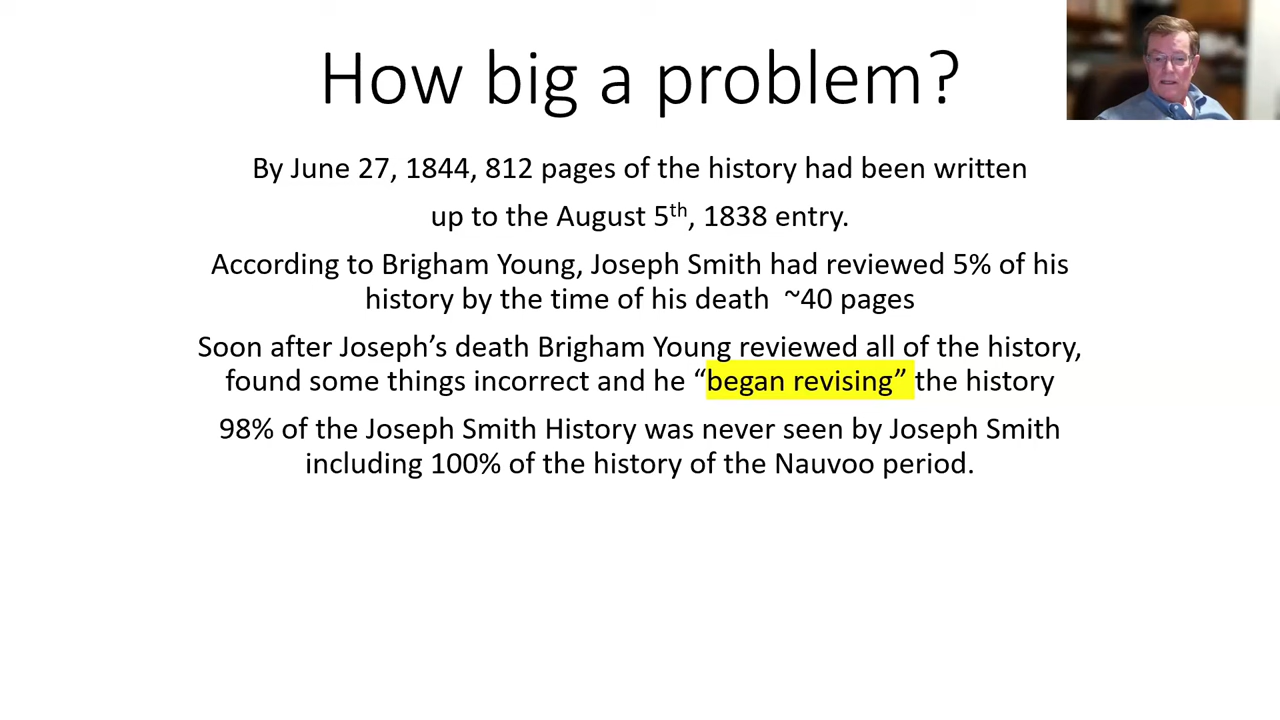 How big a problem?
By June 27, 1844, 812 pages of the history had been written
up to the August 5th, 1838 entry.
According to Brigham Young, Joseph Smith had reviewed 5% of his
history by the time of his death ~40 pages
Soon after Joseph’s death Brigham Young reviewed all of the history,
found some things incorrect and he “began revising” the history
98% of the Joseph Smith History was never seen by Joseph Smith
including 100% of the history of the Nauvoo period.